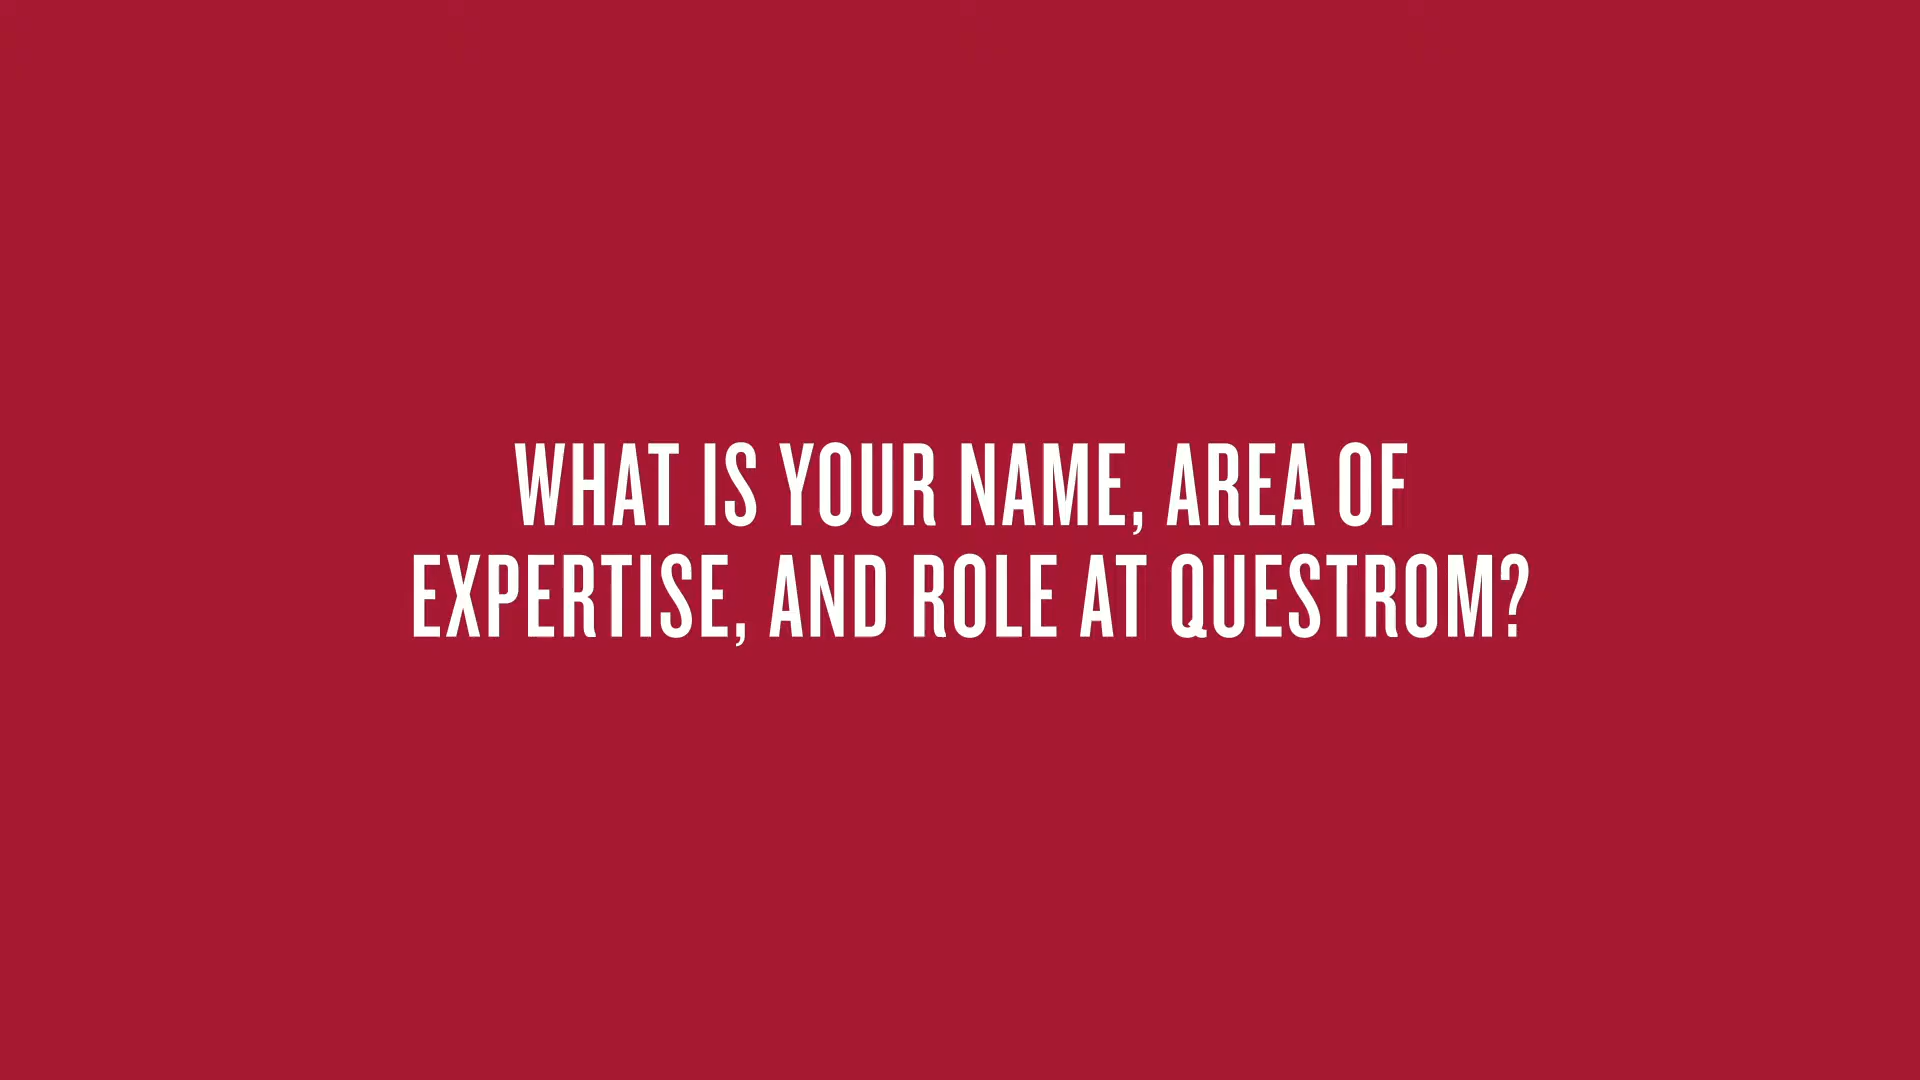 WHAT IS YOUR NAME, AREA OF
EXPERTISE, AND ROLE AT QUESTROM?